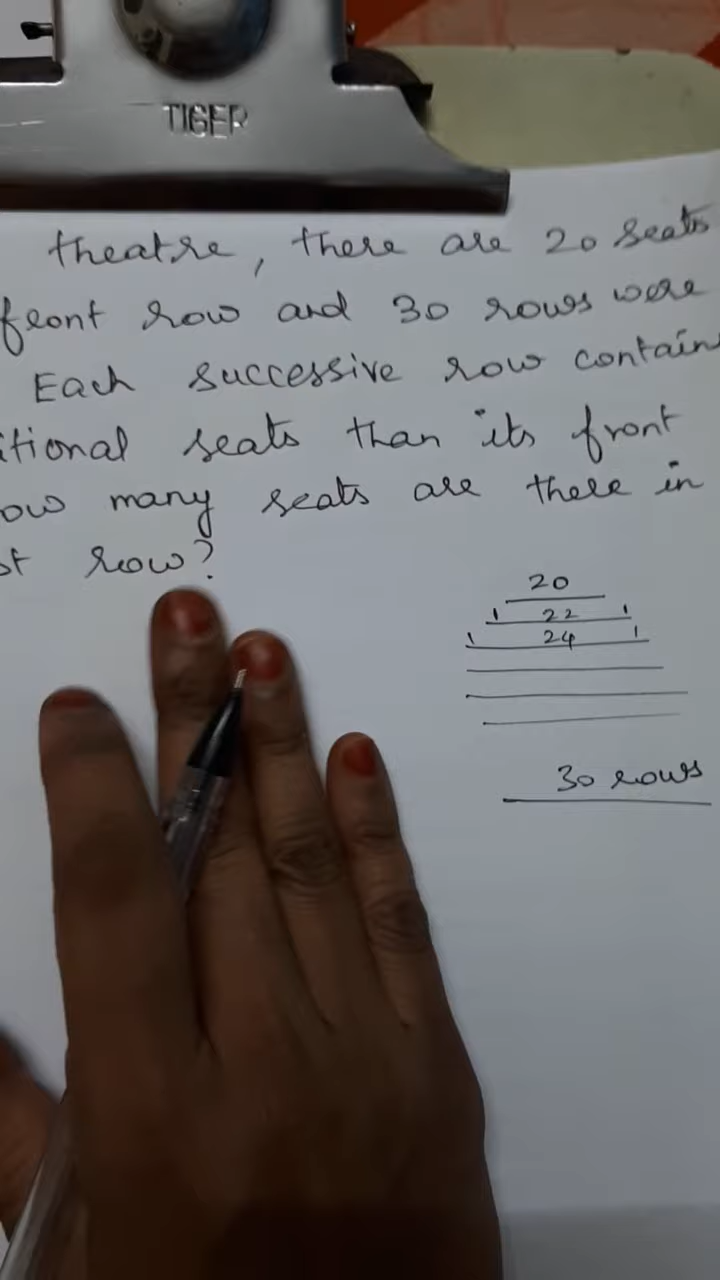 TIGER
theatre, there are 20 seats
front row and 30 rows were
Each successive row contain
itional seats than its front
ow many seats are there in
st row?
20
22
24
30 rows